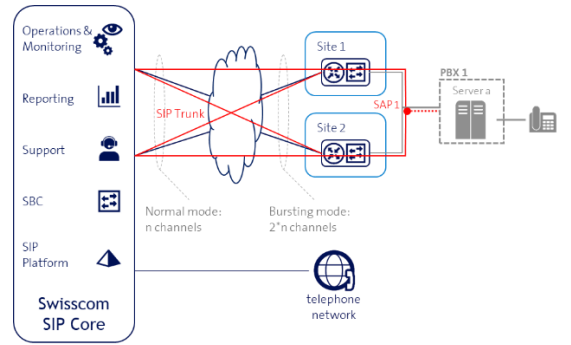 Operations &
Monitoring
Reporting
Support
SBC
SIP
Platform
Swisscom
SIP Core
SIP Trunk
Normal mode:
n channels
Bursting mode:
2*n channels
Site 1
Site 2
SAP 1
PBX 1
Server a
telephone
network